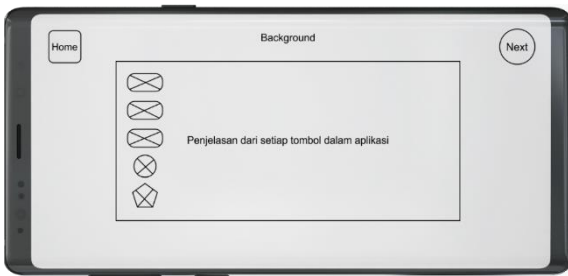 Home
Background
Next
Penjelasan dari setiap tombol dalam aplikasi